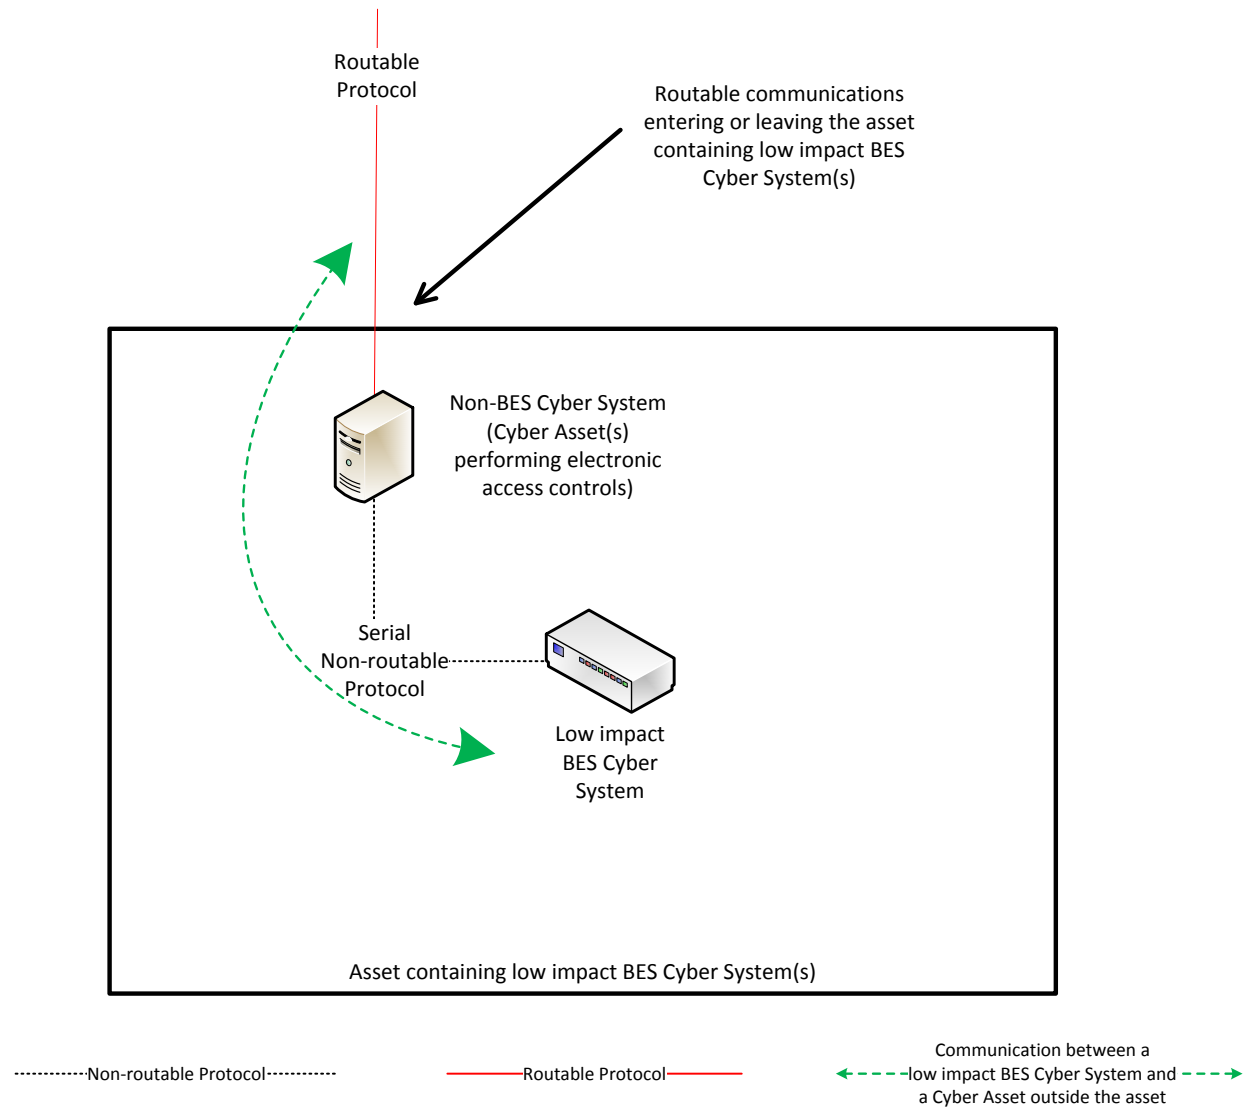 Routable
Protocol
Routable communications
entering or leaving the asset
containing low impact BES
Cyber System(s)
Non-BES Cyber System
(Cyber Asset(s)
performing electronic
access controls)
Serial
Non-routable
Protocol
Low impact
BES Cyber
System
Asset containing low impact BES Cyber System(s)
Non-routable Protocol
Routable Protocol
Communication between a
low impact BES Cyber System and
a Cyber Asset outside the asset